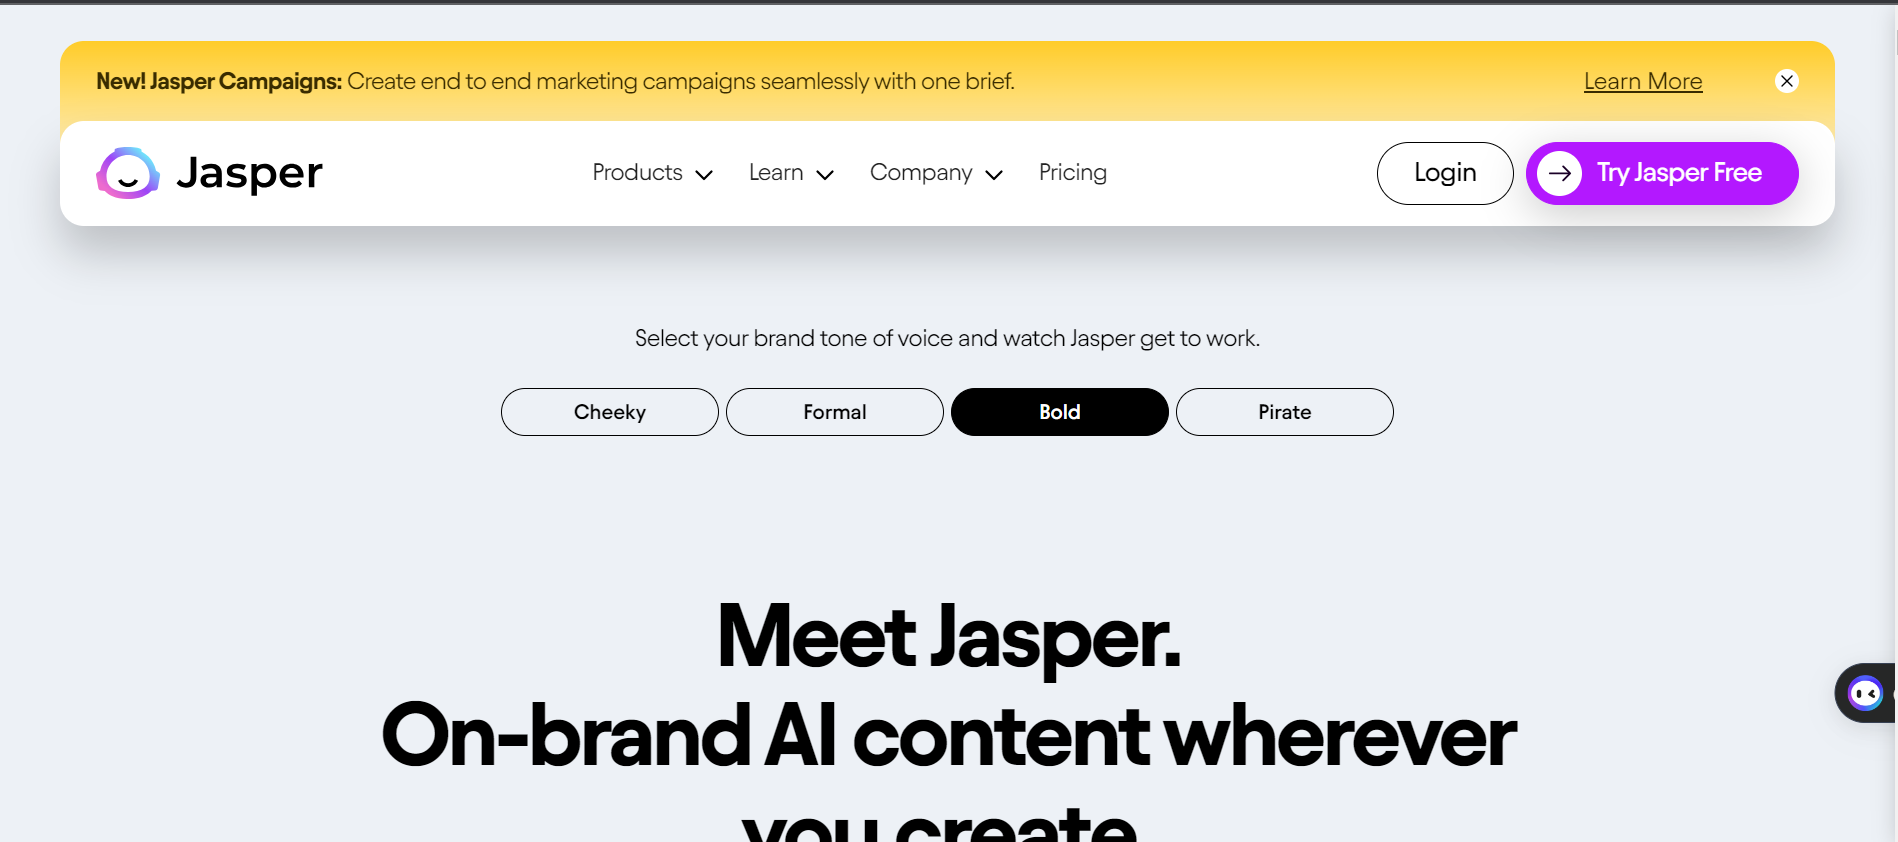 New! Jasper Campaigns: Create end to end marketing campaigns seamlessly with one brief.
Learn More
Jasper
Products
Learn
Company
Pricing
Login
Try Jasper Free
Select your brand tone of voice and watch Jasper get to work.
Cheeky
Formal
Bold
Pirate
Meet Jasper.
On-brand AI content wherever
you create